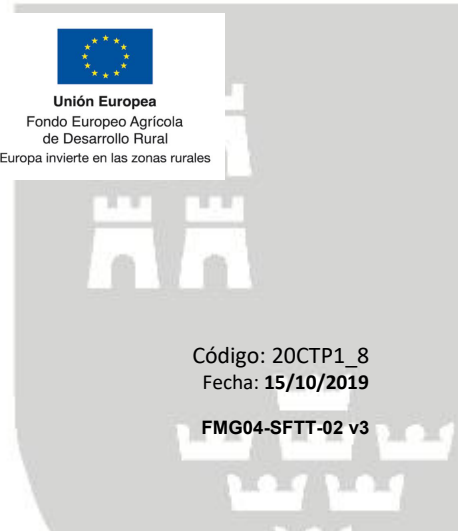 Unión Europea
Fondo Europeo Agrícola
de Desarrollo Rural
Europa invierte en las zonas rurales
Código: 20CTP1_8
Fecha: 15/10/2019
FMG04-SFTT-02 v3